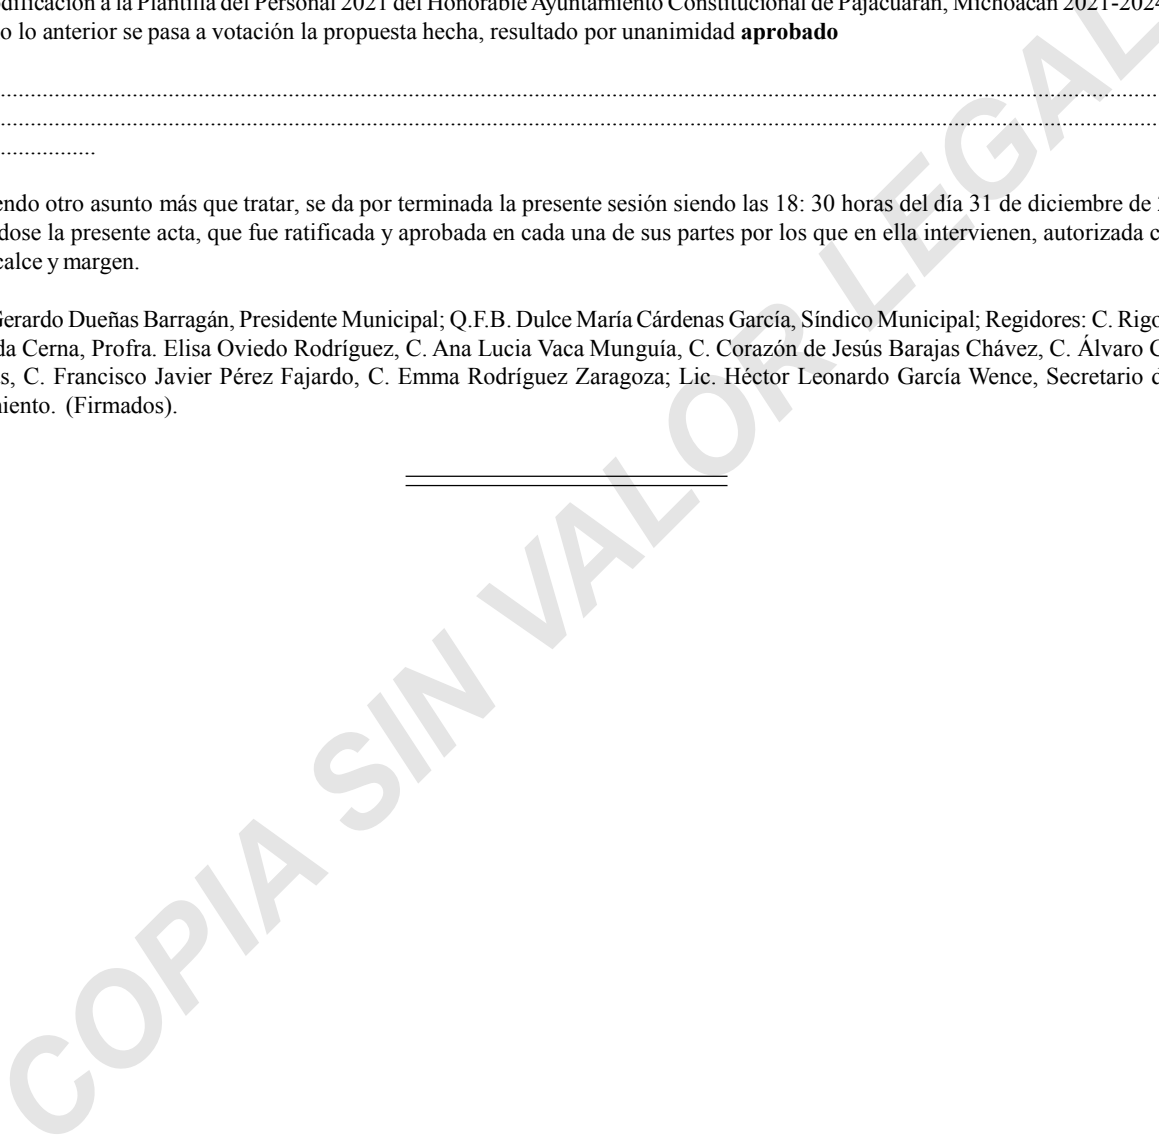 odificación a la Plantilla del Personal 2021 del Honorable Ayuntamiento Constitucional de Pajacuarán, Michoacán 2021-2024
o lo anterior se pasa a votación la propuesta hecha, resultado por unanimidad aprobado
................................................................................................................................................................................................
................................................................................................................................................................................................
................
endo otro asunto más que tratar, se da por terminada la presente sesión siendo las 18: 30 horas del día 31 de diciembre de
dose la presente acta, que fue ratificada y aprobada en cada una de sus partes por los que en ella intervienen, autorizada c
calce y margen.
Gerardo Dueñas Barragán, Presidente Municipal; Q.F.B. Dulce María Cárdenas García, Síndico Municipal; Regidores: C. Rigo
da Cerna, Profra. Elisa Oviedo Rodríguez, C. Ana Lucia Vaca Munguía, C. Corazón de Jesús Barajas Chávez, C. Álvaro
s, C. Francisco Javier Pérez Fajardo, C. Emma Rodríguez Zaragoza; Lic. Héctor Leonardo García Wence, Secretario d
iento. (Firmados).
COPIA SIN VALOR LEGAL